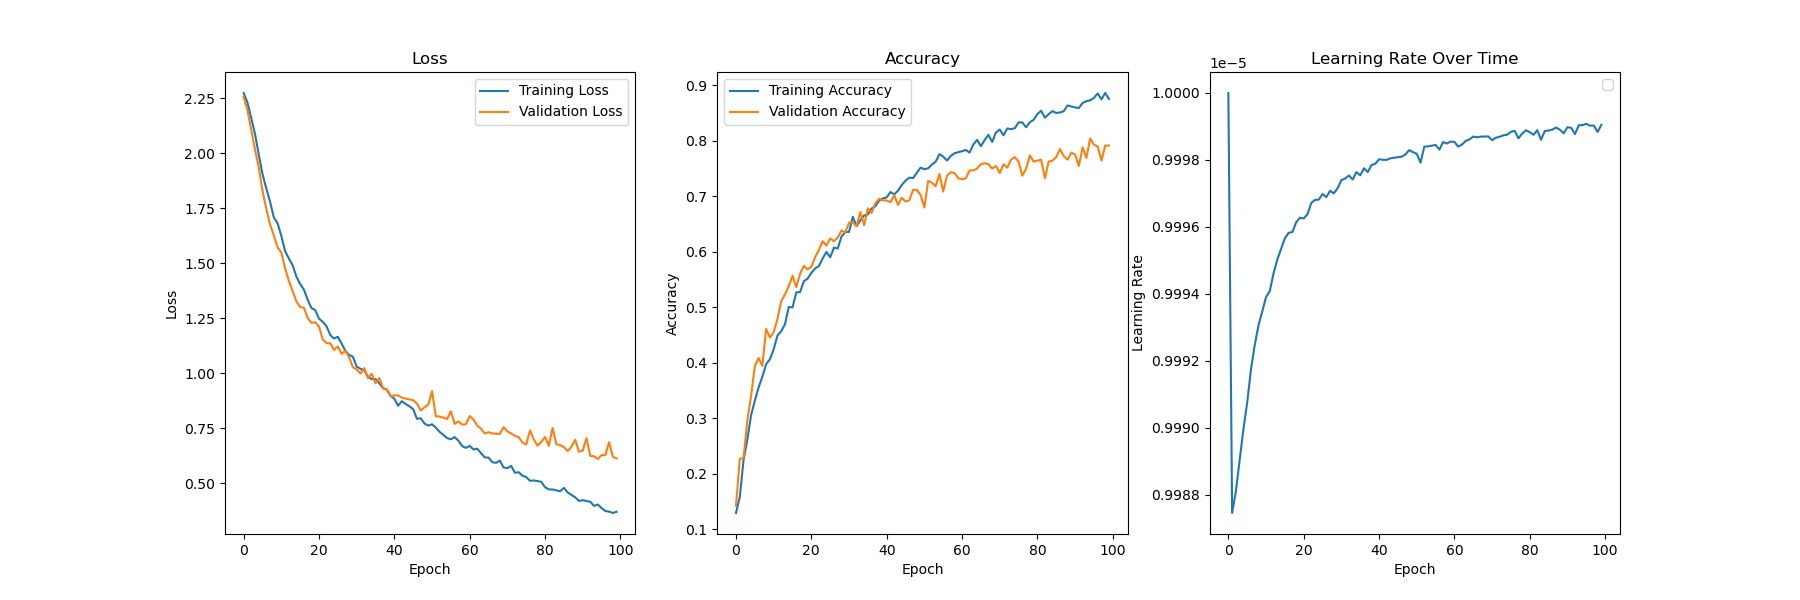 Loss
Training Loss
Validation Loss
2.25
2.00
1.75
1.50
1.25
1.00
0.75
0.50
Loss
0 20 40 60 80 100
Epoch
Accuracy
Training Accuracy
Validation Accuracy
0.9
0.8
0.7
0.6
0.5
0.4
0.3
0.2
0.1
Accuracy
0 20 40 60 80 100
Epoch
Learning Rate Over Time
1e−5
1.0000
0.9998
0.9996
0.9994
0.9992
0.9990
0.9988
Learning Rate
0 20 40 60 80 100
Epoch